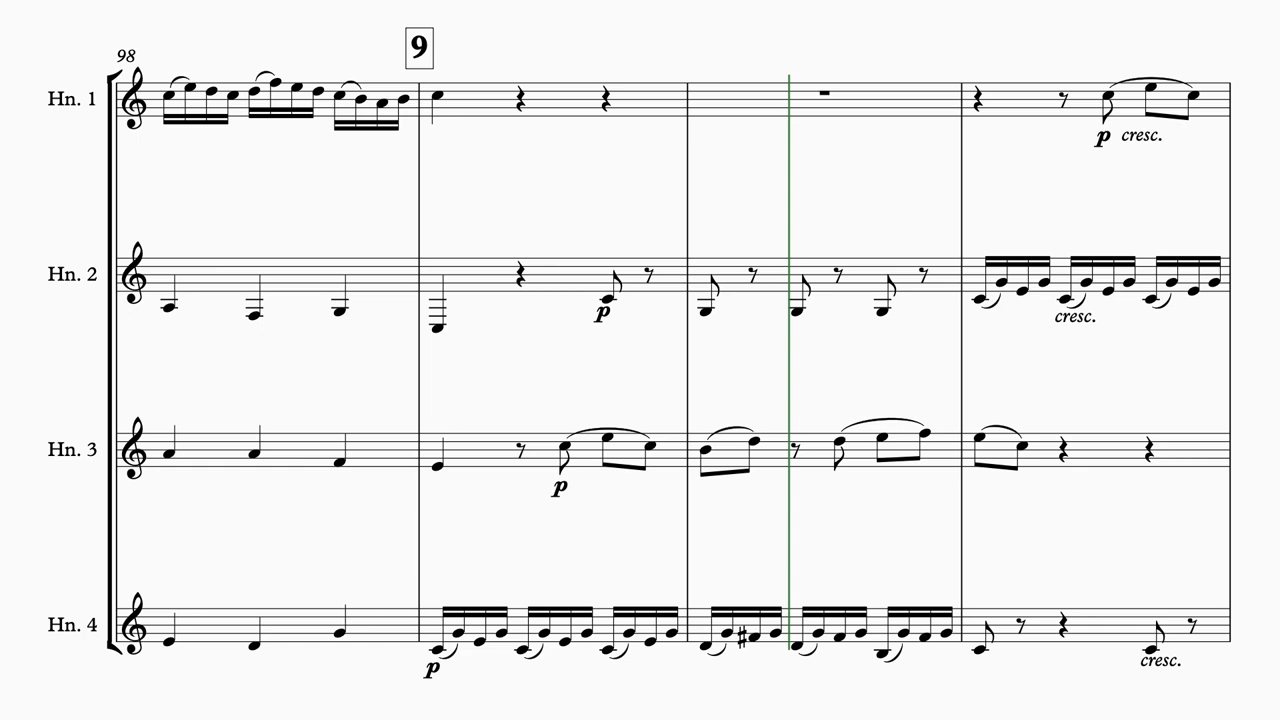 98
9
Hn. 1
p cresc.
Hn. 2
p
cresc.
Hn. 3
p
Hn. 4
p
cresc.